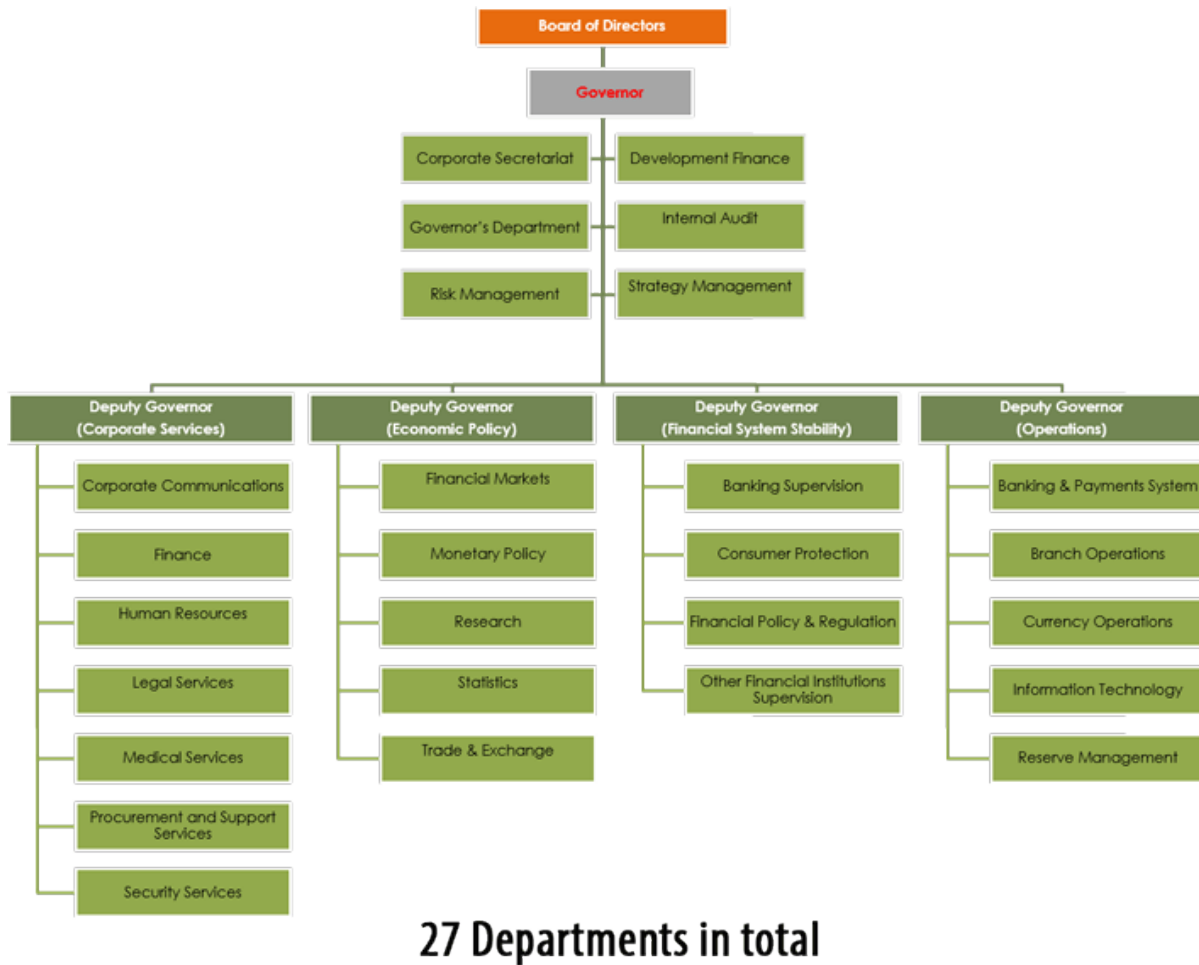 Board of Directors
Governor
Corporate Secretariat
Development Finance
Governor's Department
Internal Audit
Risk Management
Strategy Management
Deputy Governor
(Corporate Services)
Corporate Communications
Finance
Human Resources
Legal Services
Medical Services
Procurement and Support
Services
Security Services
Deputy Governor
(Economic Policy)
Financial Markets
Monetary Policy
Research
Statistics
Trade & Exchange
Deputy Governor
(Financial System Stability)
Banking Supervision
Consumer Protection
Financial Policy & Regulation
Other Financial Institutions
Supervision
Deputy Governor
(Operations)
Banking & Payments System
Branch Operations
Currency Operations
Information Technology
Reserve Management
27 Departments in total